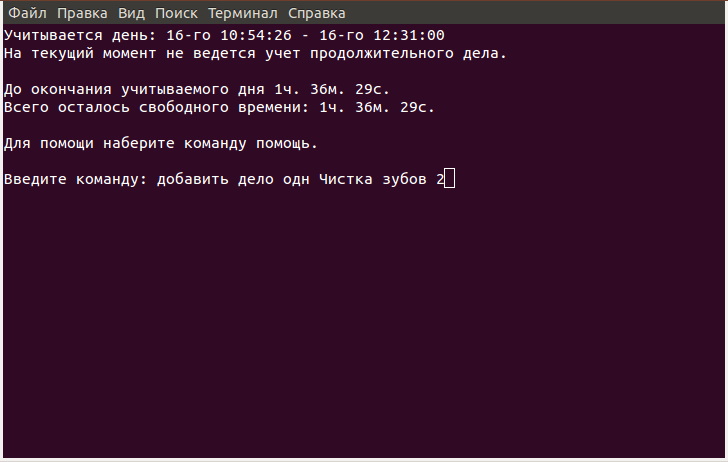 Файл Правка Вид Поиск Терминал Справка
Учитывается день: 16-го 10:54:26 - 16-го 12:31:00
На текущий момент не ведется учет продолжительного дела.
До окончания учитываемого дня 1ч. 36м. 29с.
Всего осталось свободного времени: 1ч. 36м. 29с.
Для помощи наберите команду помощь.
Введите команду: добавить дело одн Чистка зубов 2